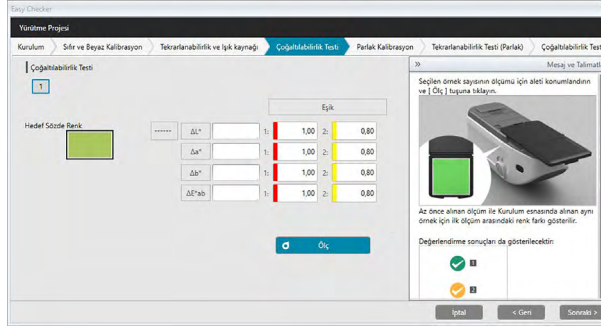 Easy Checker
Yürütme Projesi
Kurulum
Sıfır ve Beyaz Kalibrasyon
Tekrarlanabilirlik ve Işık kaynağı
Çoğaltılabilirlik Testi
Parlak Kalibrasyon
Tekrarlanabilirlik Testi (Parlak)
Çoğaltılabilirlik Test
Çoğaltılabilirlik Testi
1
Eşik
Hedef Sözde Renk
------
ΔL* 1: 1,00 2: 0,80
Δa* 1: 1,00 2: 0,80
Δb* 1: 1,00 2: 0,80
ΔE*ab 1: 1,00 2: 0,80
Ölç
» Mesaj ve Talimatl
Seçilen örnek sayısının ölçümü için aleti konumlandırın
ve [ Ölç ] tuşuna tıklayın.
Az önce alınan ölçüm ile Kurulum esnasında alınan aynı
örnek için ilk ölçüm arasındaki renk farkı gösterilir.
Değerlendirme sonuçları da gösterilecektir:
1
2
İptal
< Geri
Sonraki >